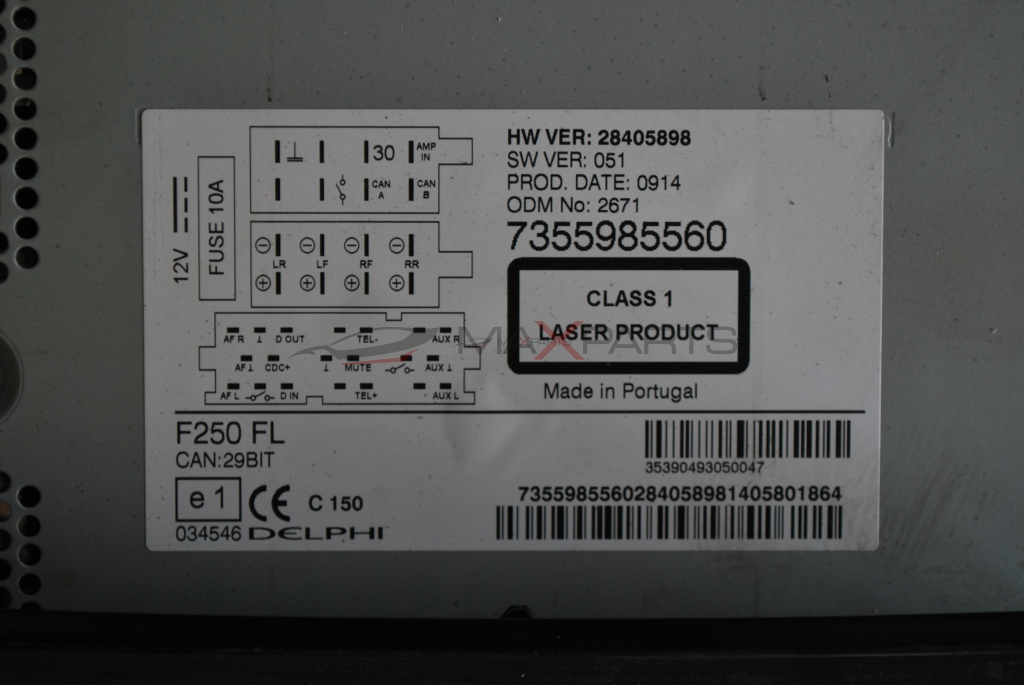 12V
FUSE 10A
30 AMP IN
CAN A CAN B
LR LF RF RR
AF R D OUT TEL- AUX R
AF CDC+ MUTE AUX
AF L D IN TEL+ AUX L
HW VER: 28405898
SW VER: 051
PROD. DATE: 0914
ODM No: 2671
7355985560
CLASS 1
LASER PRODUCT
Made in Portugal
MAXPARTS
F250 FL
CAN:29BIT
35390493050047
e 1 CE C 150
034546 DELPHI
7355985560284058981405801864